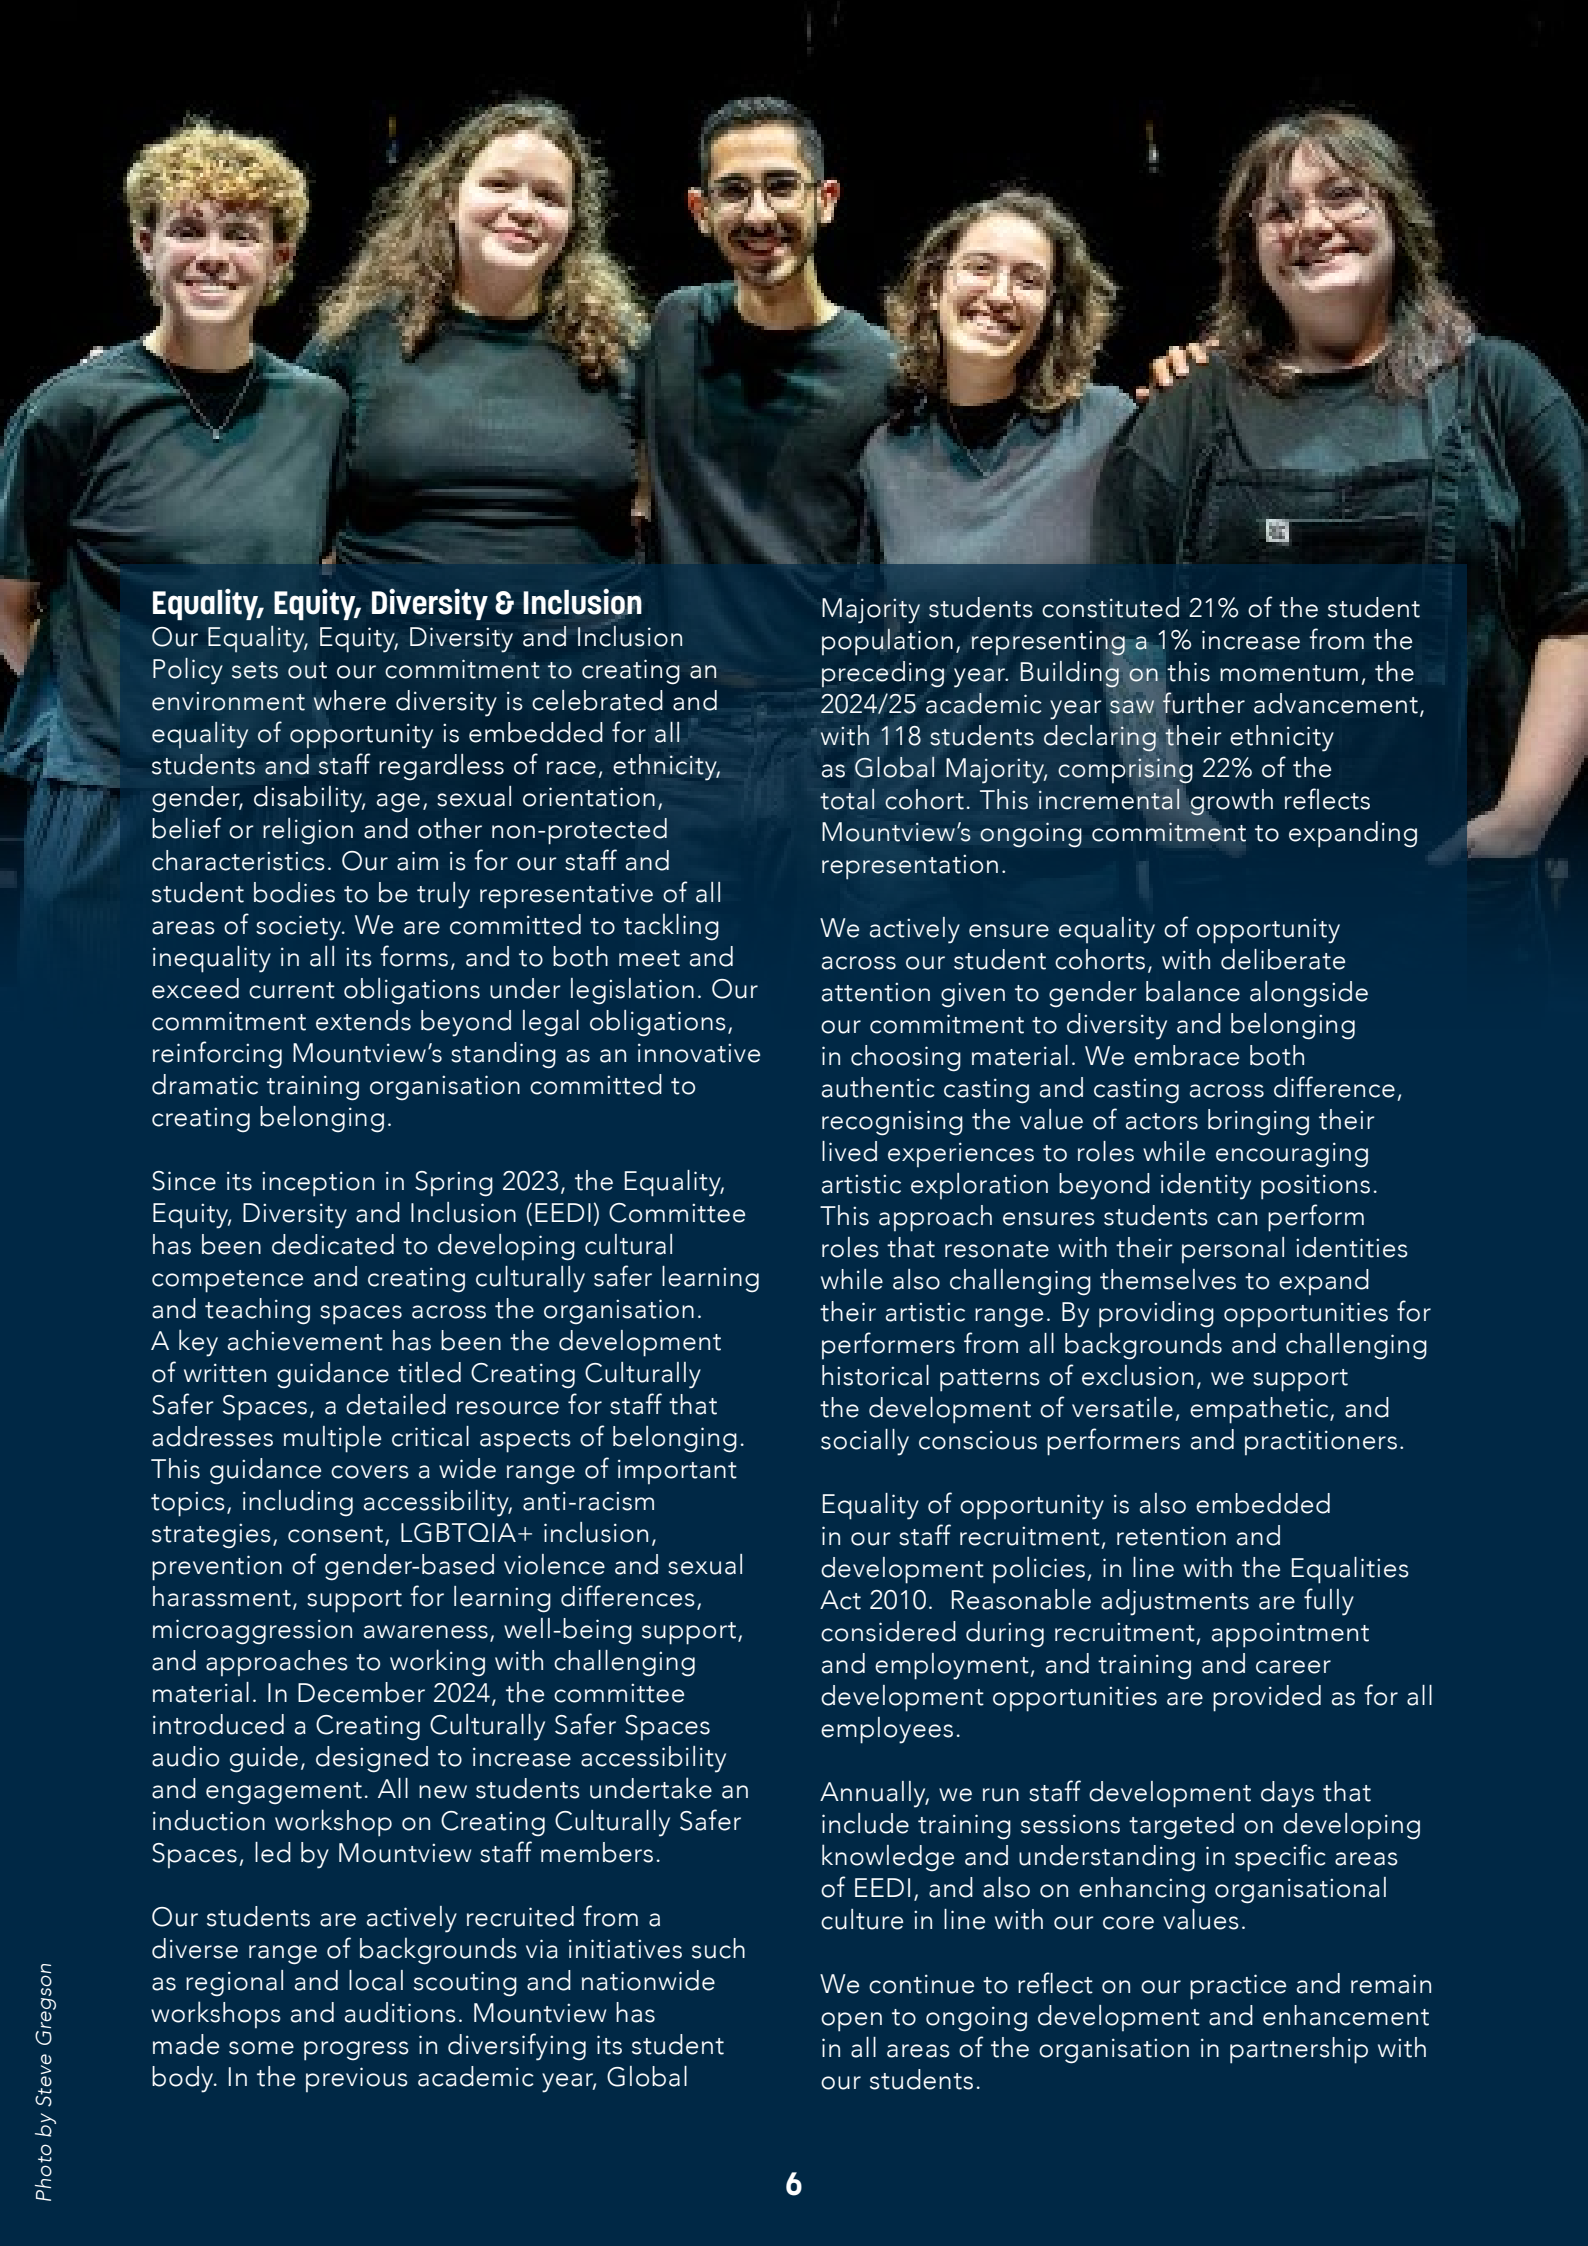 Equality, Equity, Diversity & Inclusion
Our Equality, Equity, Diversity and Inclusion
Policy sets out our commitment to creating an
environment where diversity is celebrated and
equality of opportunity is embedded for all
students and staff regardless of race, ethnicity,
gender, disability, age, sexual orientation,
belief or religion and other non-protected
characteristics. Our aim is for our staff and
student bodies to be truly representative of all
areas of society. We are committed to tackling
inequality in all its forms, and to both meet and
exceed current obligations under legislation. Our
commitment extends beyond legal obligations,
reinforcing Mountview’s standing as an innovative
dramatic training organisation committed to
creating belonging.
Since its inception in Spring 2023, the Equality,
Equity, Diversity and Inclusion (EEDI) Committee
has been dedicated to developing cultural
competence and creating culturally safer learning
and teaching spaces across the organisation.
A key achievement has been the development
of written guidance titled Creating Culturally
Safer Spaces, a detailed resource for staff that
addresses multiple critical aspects of belonging.
This guidance covers a wide range of important
topics, including accessibility, anti-racism
strategies, consent, LGBTQIA+ inclusion,
prevention of gender-based violence and sexual
harassment, support for learning differences,
microaggression awareness, well-being support,
and approaches to working with challenging
material. In December 2024, the committee
introduced a Creating Culturally Safer Spaces
audio guide, designed to increase accessibility
and engagement. All new students undertake an
induction workshop on Creating Culturally Safer
Spaces, led by Mountview staff members.
Our students are actively recruited from a
diverse range of backgrounds via initiatives such
as regional and local scouting and nationwide
workshops and auditions. Mountview has
made some progress in diversifying its student
body. In the previous academic year, Global
Majority students constituted 21% of the student
population, representing a 1% increase from the
preceding year. Building on this momentum, the
2024/25 academic year saw further advancement,
with 118 students declaring their ethnicity
as Global Majority, comprising 22% of the
total cohort. This incremental growth reflects
Mountview’s ongoing commitment to expanding
representation.
We actively ensure equality of opportunity
across our student cohorts, with deliberate
attention given to gender balance alongside
our commitment to diversity and belonging
in choosing material. We embrace both
authentic casting and casting across difference,
recognising the value of actors bringing their
lived experiences to roles while encouraging
artistic exploration beyond identity positions.
This approach ensures students can perform
roles that resonate with their personal identities
while also challenging themselves to expand
their artistic range. By providing opportunities for
performers from all backgrounds and challenging
historical patterns of exclusion, we support
the development of versatile, empathetic, and
socially conscious performers and practitioners.
Equality of opportunity is also embedded
in our staff recruitment, retention and
development policies, in line with the Equalities
Act 2010.  Reasonable adjustments are fully
considered during recruitment, appointment
and employment, and training and career
development opportunities are provided as for all
employees.
Annually, we run staff development days that
include training sessions targeted on developing
knowledge and understanding in specific areas
of EEDI, and also on enhancing organisational
culture in line with our core values.
We continue to reflect on our practice and remain
open to ongoing development and enhancement
in all areas of the organisation in partnership with
our students.
Photo by Steve Gregson
6